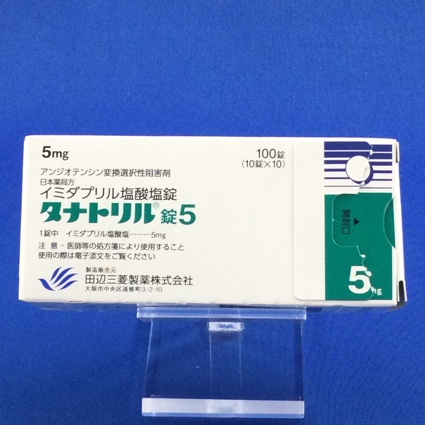 5mg
100錠
(10錠×10)
アンジオテンシン変換選択性阻害剤
日本薬局方
イミダプリル塩酸塩錠
タナトリル®錠5
1錠中 イミダプリル塩酸塩………5mg
注 意-医師等の処方箋により使用すること
使用の際は電子添文をご覧ください
製造販売元
田辺三菱製薬株式会社
大阪市中央区道修町3-2-10
開封口
5mg